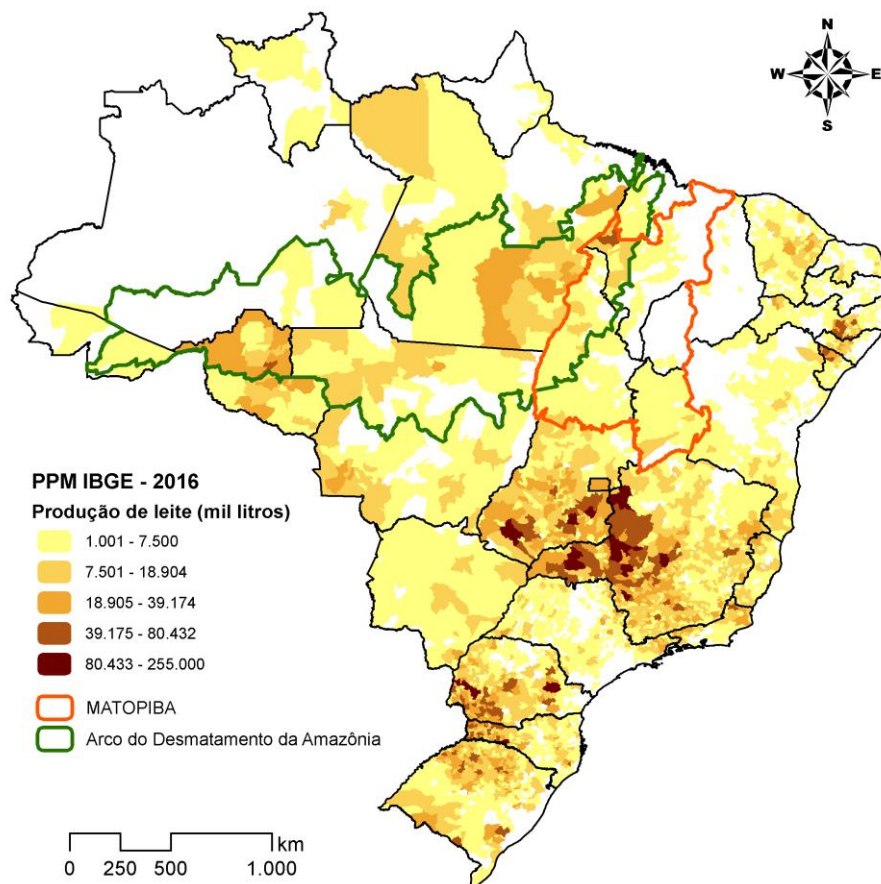 N
W E
S
PPM IBGE - 2016
Produção de leite (mil litros)
1.001 - 7.500
7.501 - 18.904
18.905 - 39.174
39.175 - 80.432
80.433 - 255.000
MATOPIBA
Arco do Desmatamento da Amazônia
km
0 250 500 1.000